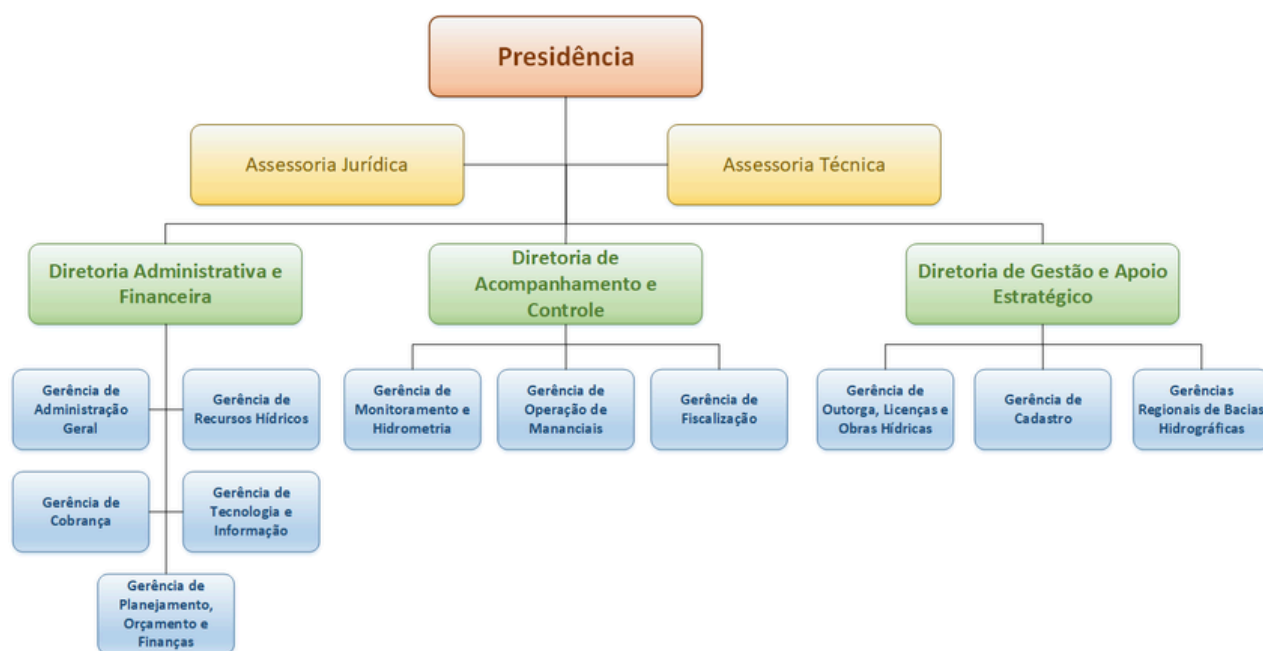 Presidência
Assessoria Jurídica
Assessoria Técnica
Diretoria Administrativa e
Financeira
Diretoria de
Acompanhamento e
Controle
Diretoria de Gestão e Apoio
Estratégico
Gerência de
Administração
Geral
Gerência de
Recursos Hídricos
Gerência de
Monitoramento e
Hidrometria
Gerência de
Operação de
Mananciais
Gerência de
Fiscalização
Gerência de
Outorga, Licenças e
Obras Hídricas
Gerência de
Cadastro
Gerências
Regionais de Bacias
Hidrográficas
Gerência de
Cobrança
Gerência de
Tecnologia e
Informação
Gerência de
Planejamento,
Orçamento e
Finanças